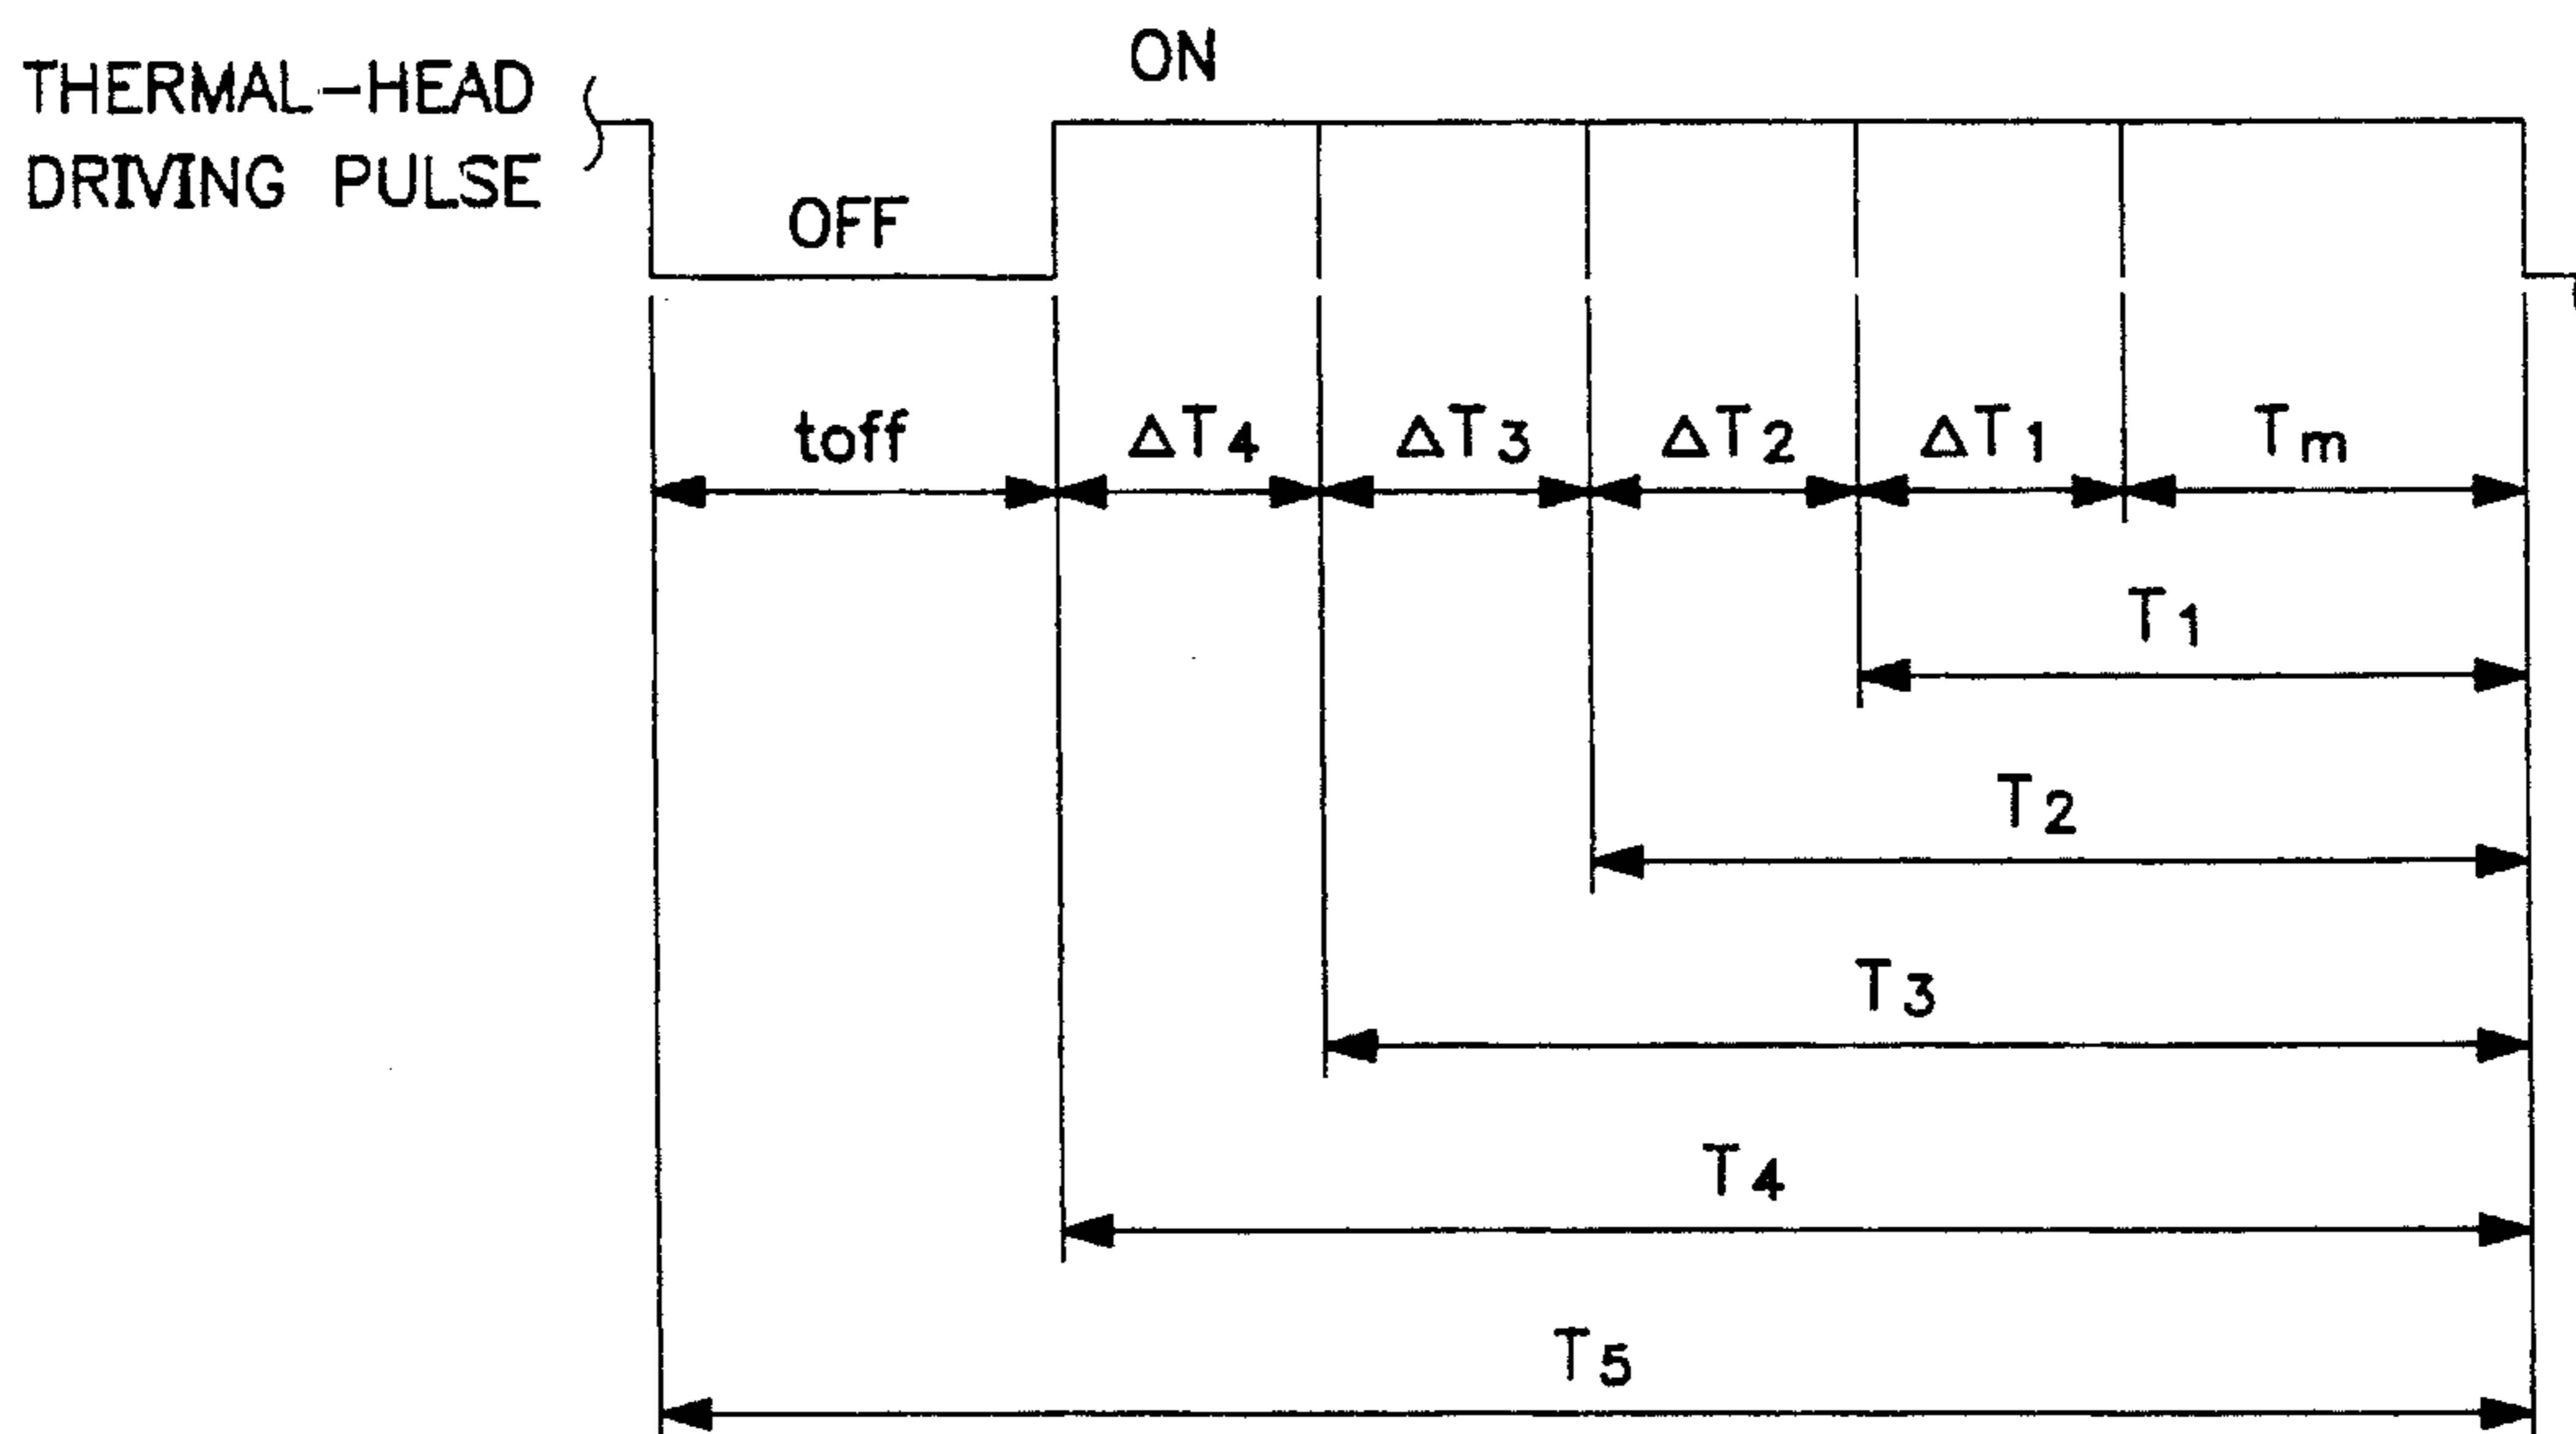 ON
THERMAL-HEAD
DRIVING PULSE
OFF
toff ΔT4 ΔT3 ΔT2 ΔT1 Tm
T1
T2
T3
T4
T5